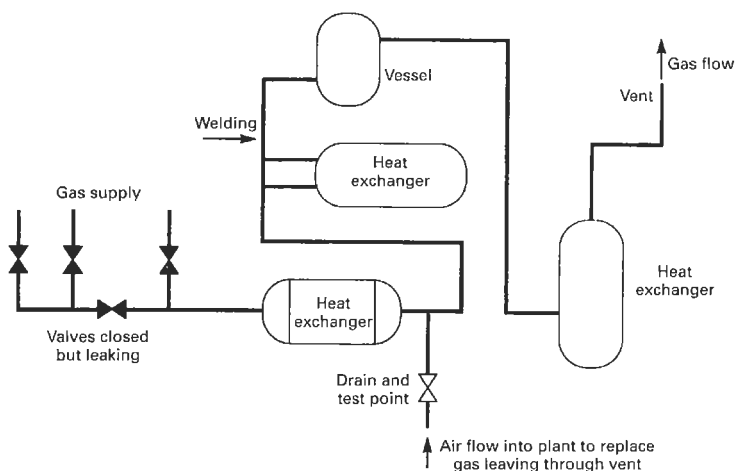 Gas flow
Vessel
Vent
Welding
Heat
exchanger
Gas supply
Heat
exchanger
Heat
exchanger
Valves closed
but leaking
Drain and
test point
Air flow into plant to replace
gas leaving through vent